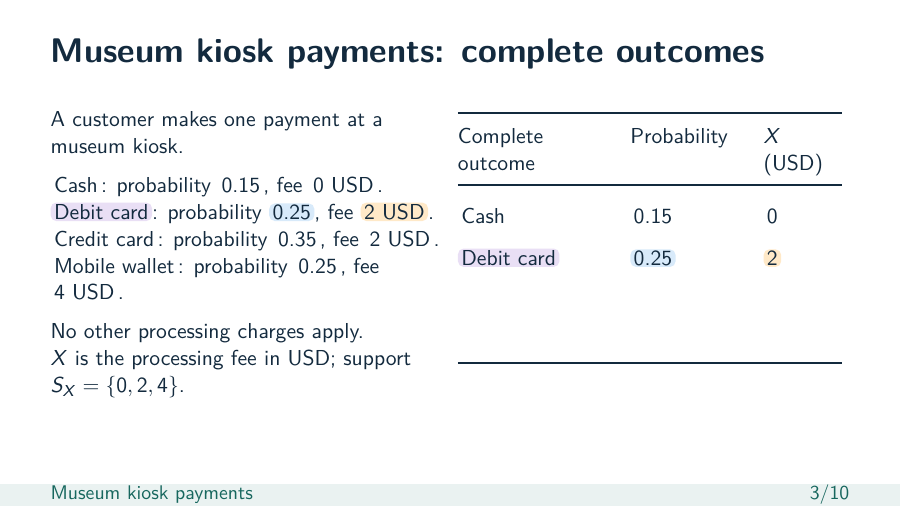 Museum kiosk payments: complete outcomes
A customer makes one payment at a
museum kiosk.
Cash: probability 0.15, fee 0 USD.
Debit card: probability 0.25, fee 2 USD.
Credit card: probability 0.35, fee 2 USD.
Mobile wallet: probability 0.25, fee
4 USD.
No other processing charges apply.
X is the processing fee in USD; support
S_X = {0, 2, 4}.
Complete outcome Probability X (USD)
Cash 0.15 0
Debit card 0.25 2
Museum kiosk payments 3/10